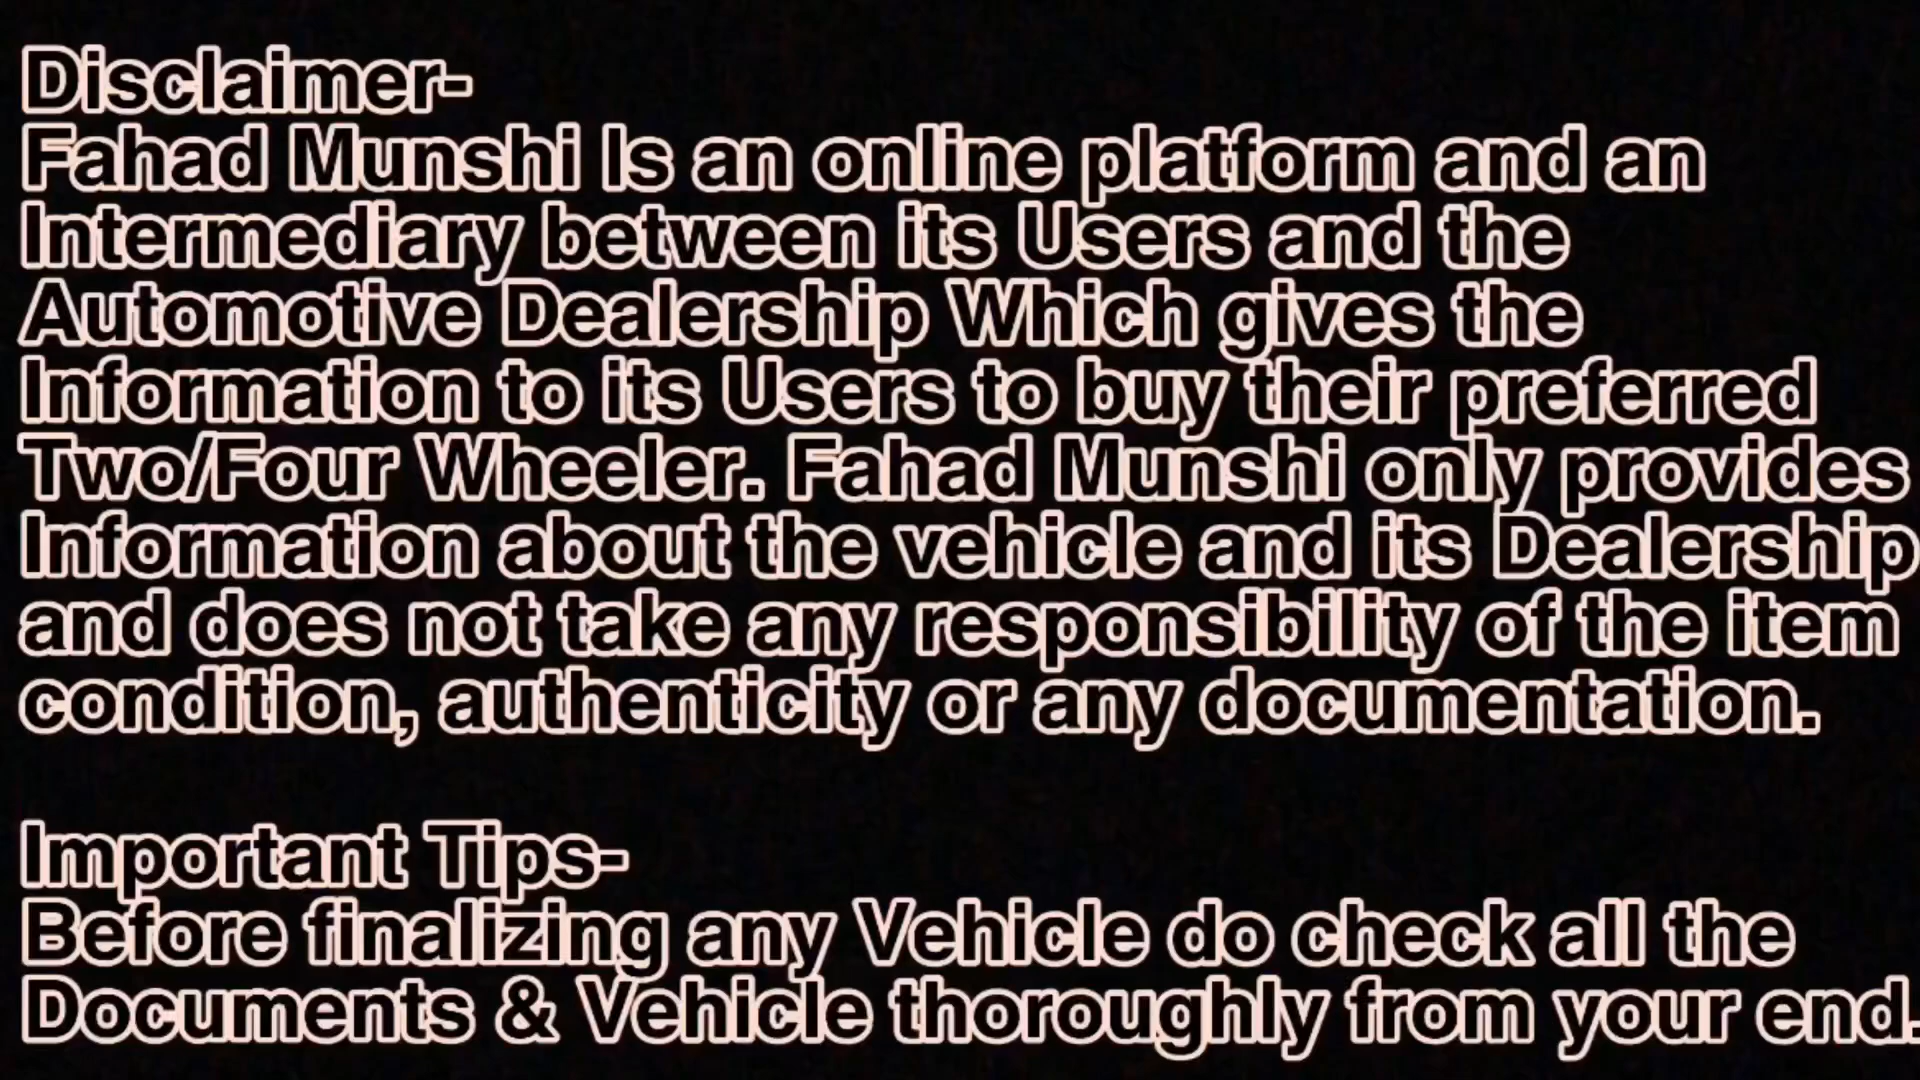 Disclaimer-
Fahad Munshi Is an online platform and an
Intermediary between its Users and the
Automotive Dealership Which gives the
Information to its Users to buy their preferred
Two/Four Wheeler. Fahad Munshi only provides
Information about the vehicle and its Dealership
and does not take any responsibility of the item
condition, authenticity or any documentation.
Important Tips-
Before finalizing any Vehicle do check all the
Documents & Vehicle thoroughly from your end.